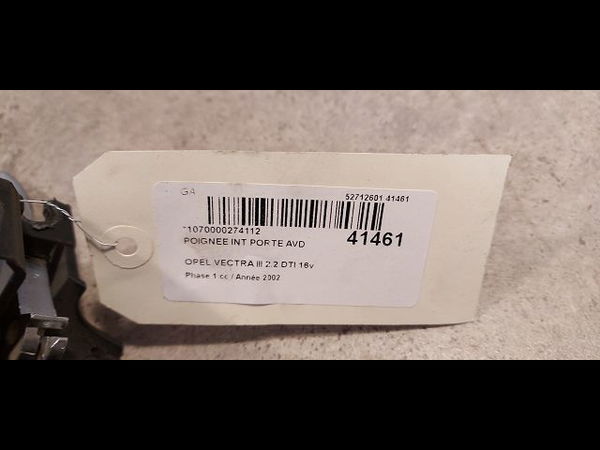 GA 52712601 41461
*1070000274112
POIGNEE INT PORTE AVD 41461
OPEL VECTRA III 2.2 DTI 16v
Phase 1 cc / Année 2002